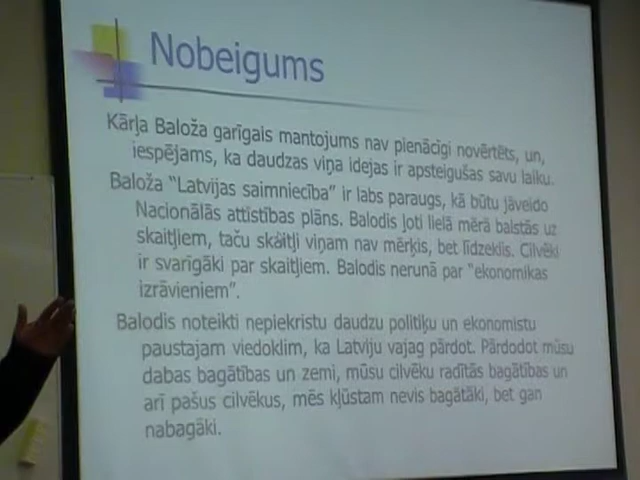 Nobeigums
Kārļa Baloža garīgais mantojums nav pienācīgi novērtēts, un,
iespējams, ka daudzas viņa idejas ir apsteigušas savu laiku.
Baloža "Latvijas saimniecība" ir labs paraugs, kā būtu jāveido
Nacionālās attīstības plāns. Balodis ļoti lielā mērā balstās uz
skaitļiem, taču skaitļi viņam nav mērķis, bet līdzeklis. Cilvēki
ir svarīgāki par skaitļiem. Balodis nerunā par "ekonomikas
izrāvieniem".
Balodis noteikti nepiekristu daudzu politiķu un ekonomistu
paustajam viedoklim, ka Latviju vajag pārdot. Pārdodot mūsu
dabas bagātības un zemi, mūsu cilvēku radītās bagātības un
arī pašus cilvēkus, mēs kļūstam nevis bagātāki, bet gan
nabagāki.